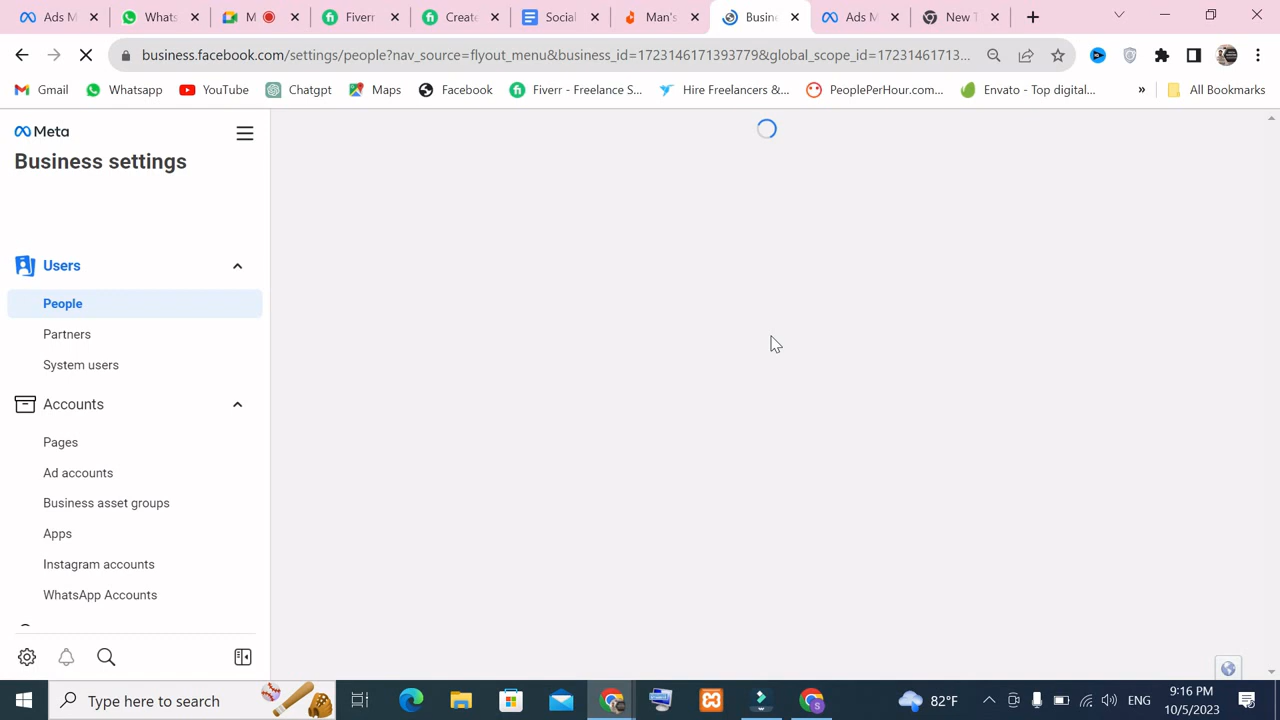 Ads M
Whats
M
Fiverr
Create
Social
Man's
Busin
Ads M
New T
business.facebook.com/settings/people?nav_source=flyout_menu&business_id=1723146171393779&global_scope_id=17231461713...
Gmail
Whatsapp
YouTube
Chatgpt
Maps
Facebook
Fiverr - Freelance S...
Hire Freelancers &...
PeoplePerHour.com...
Envato - Top digital...
»
All Bookmarks
Meta
Business settings
Users
People
Partners
System users
Accounts
Pages
Ad accounts
Business asset groups
Apps
Instagram accounts
WhatsApp Accounts
Type here to search
S
82°F
ENG
9:16 PM
10/5/2023